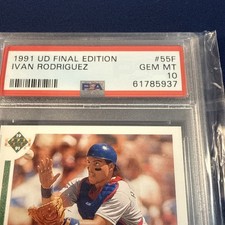 1991 UD FINAL EDITION #55F
IVAN RODRIGUEZ GEM MT
10
PSA 61785937